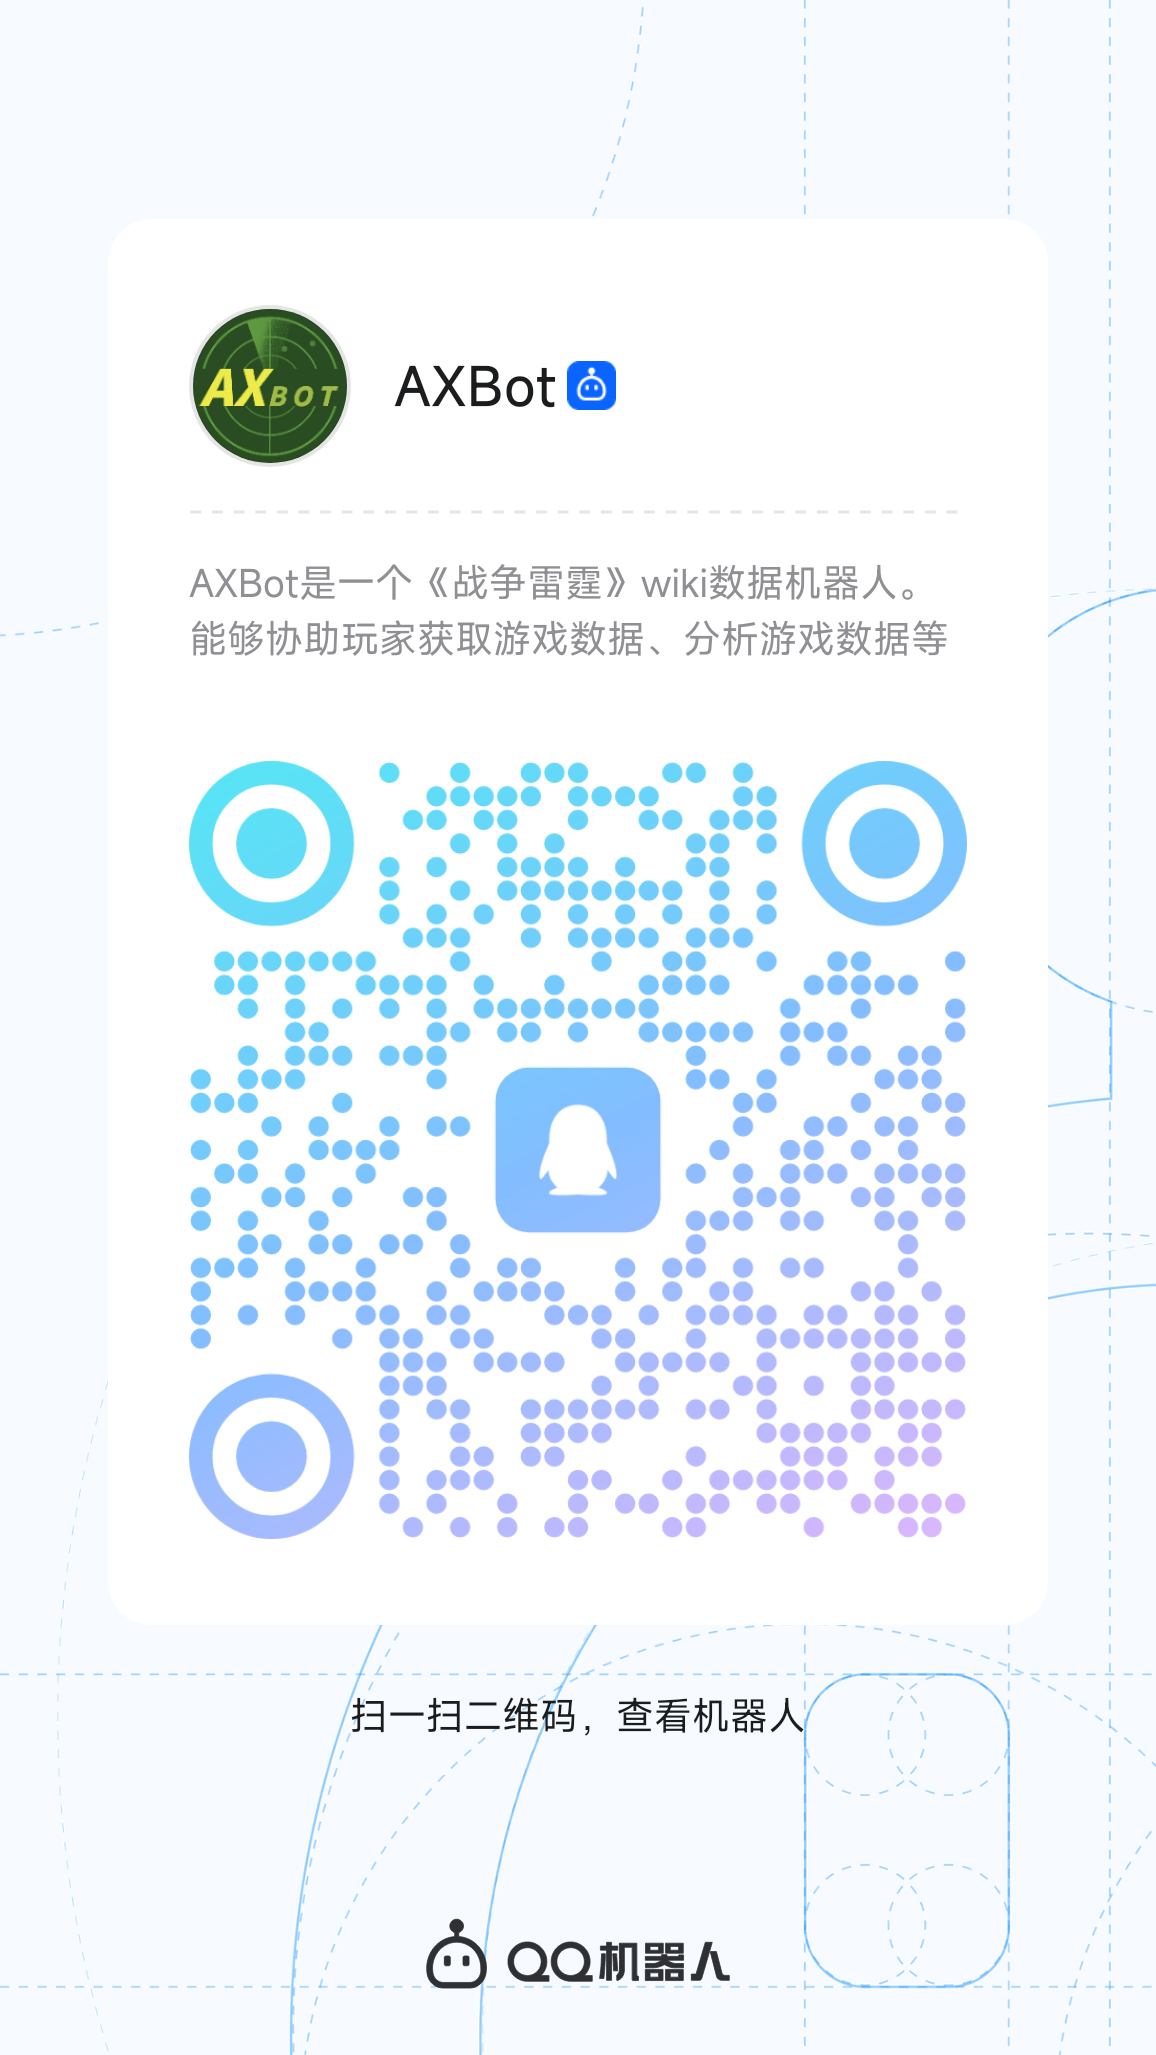 AXBOT
AXBot
AXBot是一个《战争雷霆》wiki数据机器人。
能够协助玩家获取游戏数据、分析游戏数据等
扫一扫二维码，查看机器人
QQ机器人